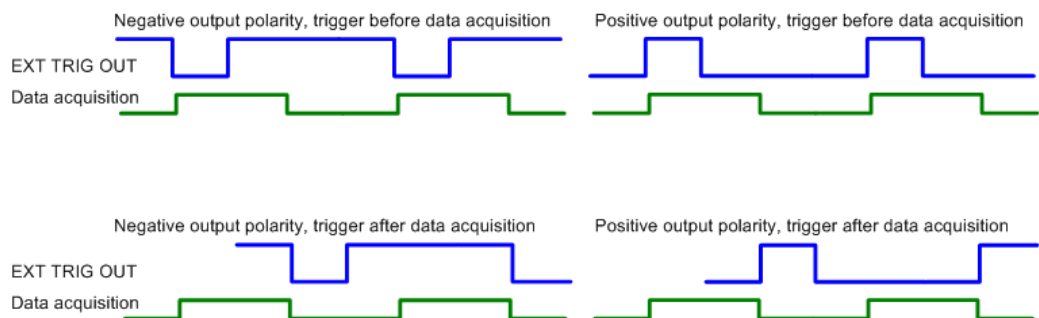 Negative output polarity, trigger before data acquisition
Positive output polarity, trigger before data acquisition
EXT TRIG OUT
Data acquisition
Negative output polarity, trigger after data acquisition
Positive output polarity, trigger after data acquisition
EXT TRIG OUT
Data acquisition